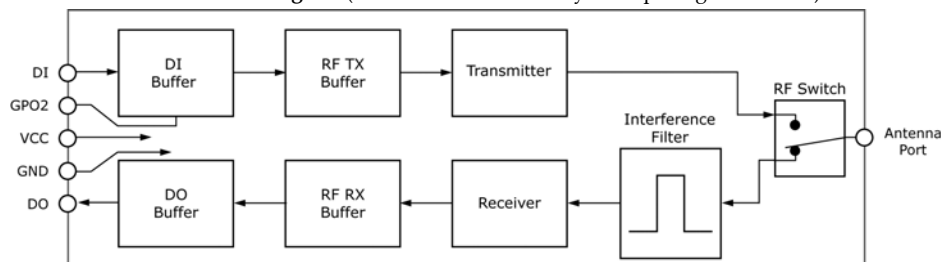 DI
GPO2
VCC
GND
DO
DI
Buffer
RF TX
Buffer
Transmitter
RF Switch
Interference
Filter
Antenna
Port
DO
Buffer
RF RX
Buffer
Receiver